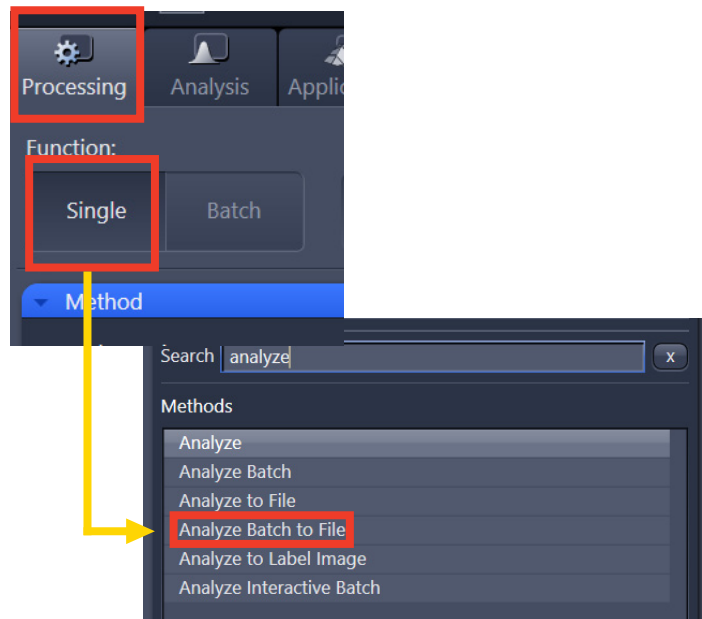 Processing Analysis Applic
Function:
Single Batch
Method
Search analyze x
Methods
Analyze
Analyze Batch
Analyze to File
Analyze Batch to File
Analyze to Label Image
Analyze Interactive Batch